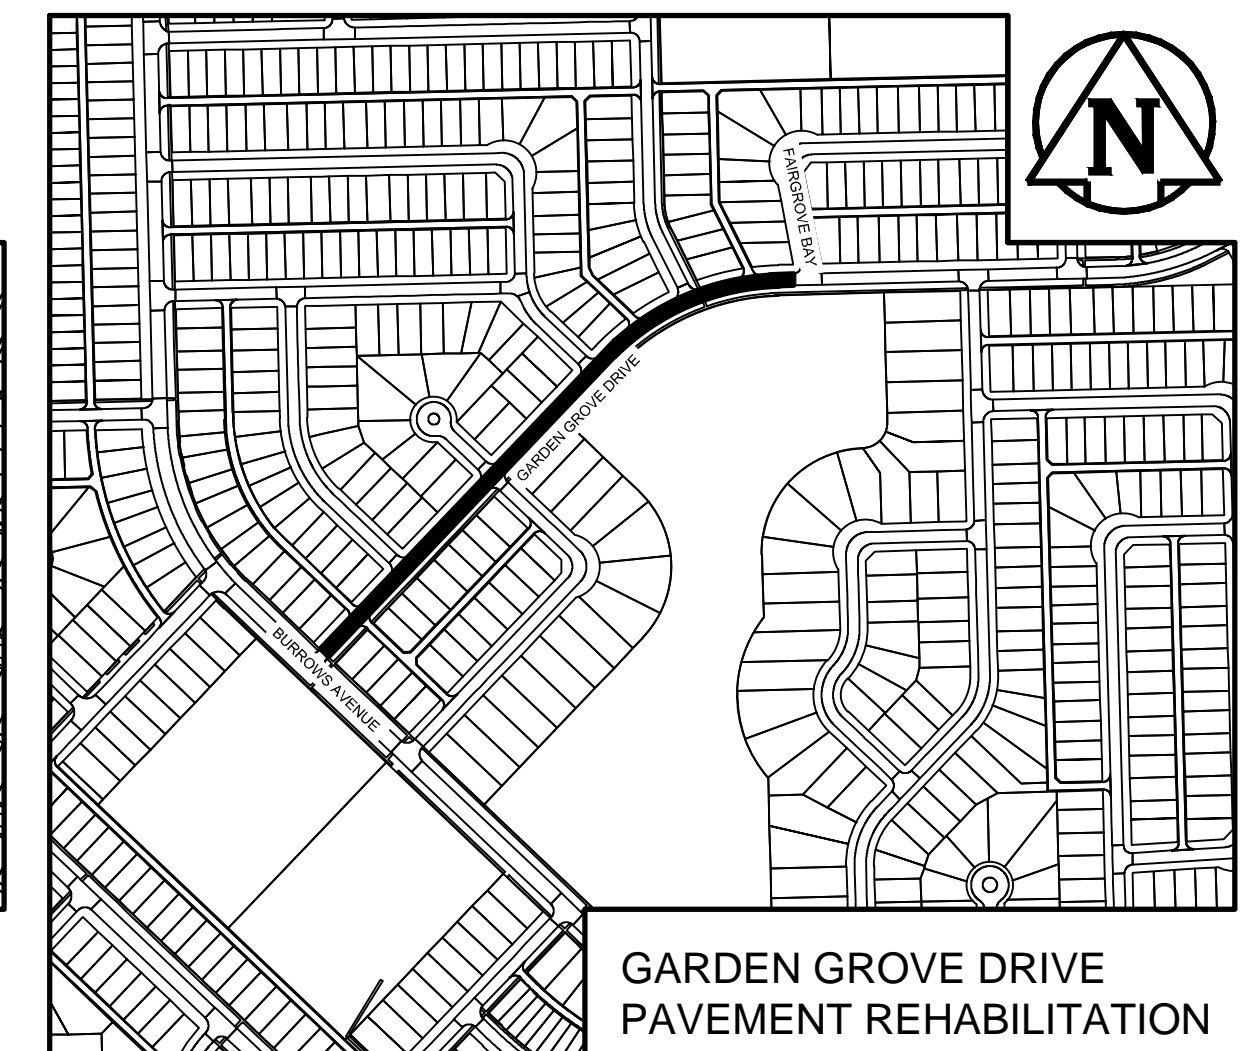 N
FAIRGROVE BAY
GARDEN GROVE DRIVE
BURROWS AVENUE
GARDEN GROVE DRIVE
PAVEMENT REHABILITATION